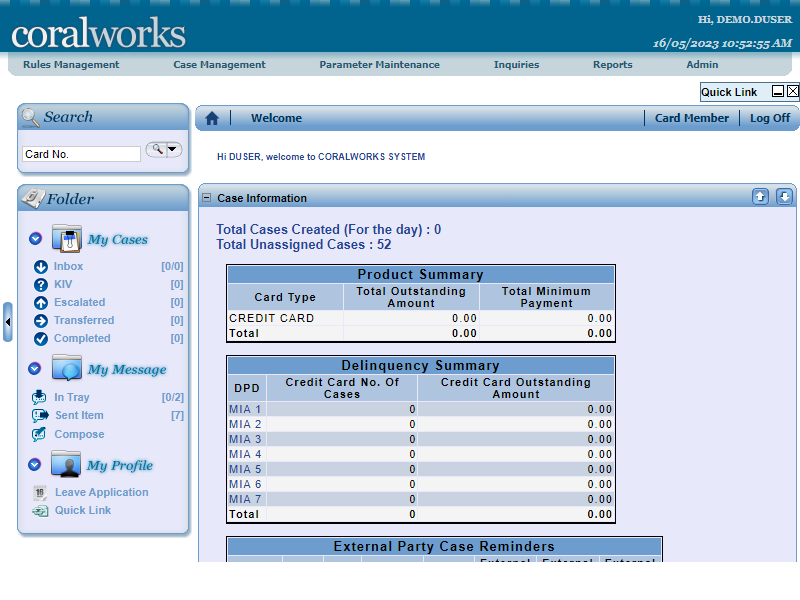 Hi, DEMO.DUSER
coralworks
16/05/2023 10:52:55 AM
Rules Management Case Management Parameter Maintenance Inquiries Reports Admin
Quick Link
Search
Welcome
Card Member Log Off
Card No.
Hi DUSER, welcome to CORALWORKS SYSTEM
Folder
Case Information
Total Cases Created (For the day) : 0
Total Unassigned Cases : 52
My Cases
Inbox [0/0]
KIV [0]
Escalated [0]
Transferred [0]
Completed [0]
My Message
In Tray [0/2]
Sent Item [7]
Compose
My Profile
Leave Application
Quick Link
Product Summary
Card Type Total Outstanding Amount Total Minimum Payment
CREDIT CARD 0.00 0.00
Total 0.00 0.00
Delinquency Summary
DPD Credit Card No. Of Cases Credit Card Outstanding Amount
MIA 1 0 0.00
MIA 2 0 0.00
MIA 3 0 0.00
MIA 4 0 0.00
MIA 5 0 0.00
MIA 6 0 0.00
MIA 7 0 0.00
Total 0 0.00
External Party Case Reminders
External External External